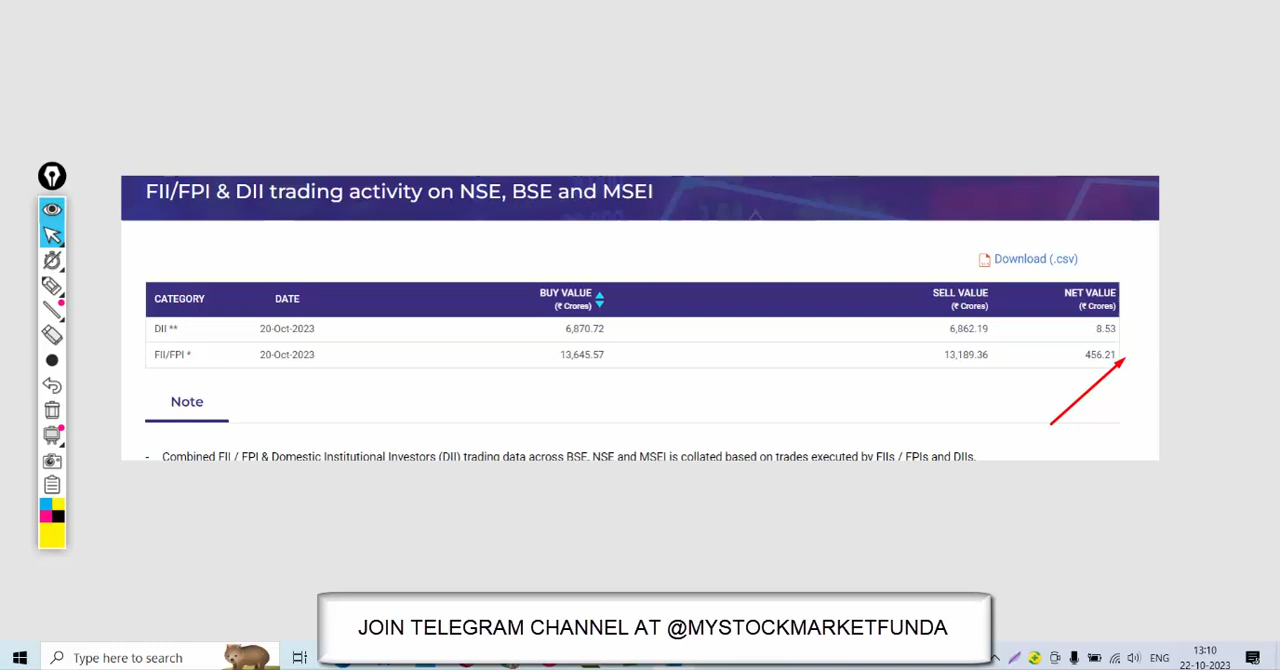 FII/FPI & DII trading activity on NSE, BSE and MSEI
Download (.csv)
CATEGORY DATE BUY VALUE (₹ Crores) SELL VALUE (₹ Crores) NET VALUE (₹ Crores)
DII ** 20-Oct-2023 6,870.72 6,862.19 8.53
FII/FPI * 20-Oct-2023 13,645.57 13,189.36 456.21
Note
- Combined FII / FPI & Domestic Institutional Investors (DII) trading data across BSE, NSE and MSEI is collated based on trades executed by FIIs / FPIs and DIIs.
JOIN TELEGRAM CHANNEL AT @MYSTOCKMARKETFUNDA
Type here to search
ENG
13:10
22-10-2023